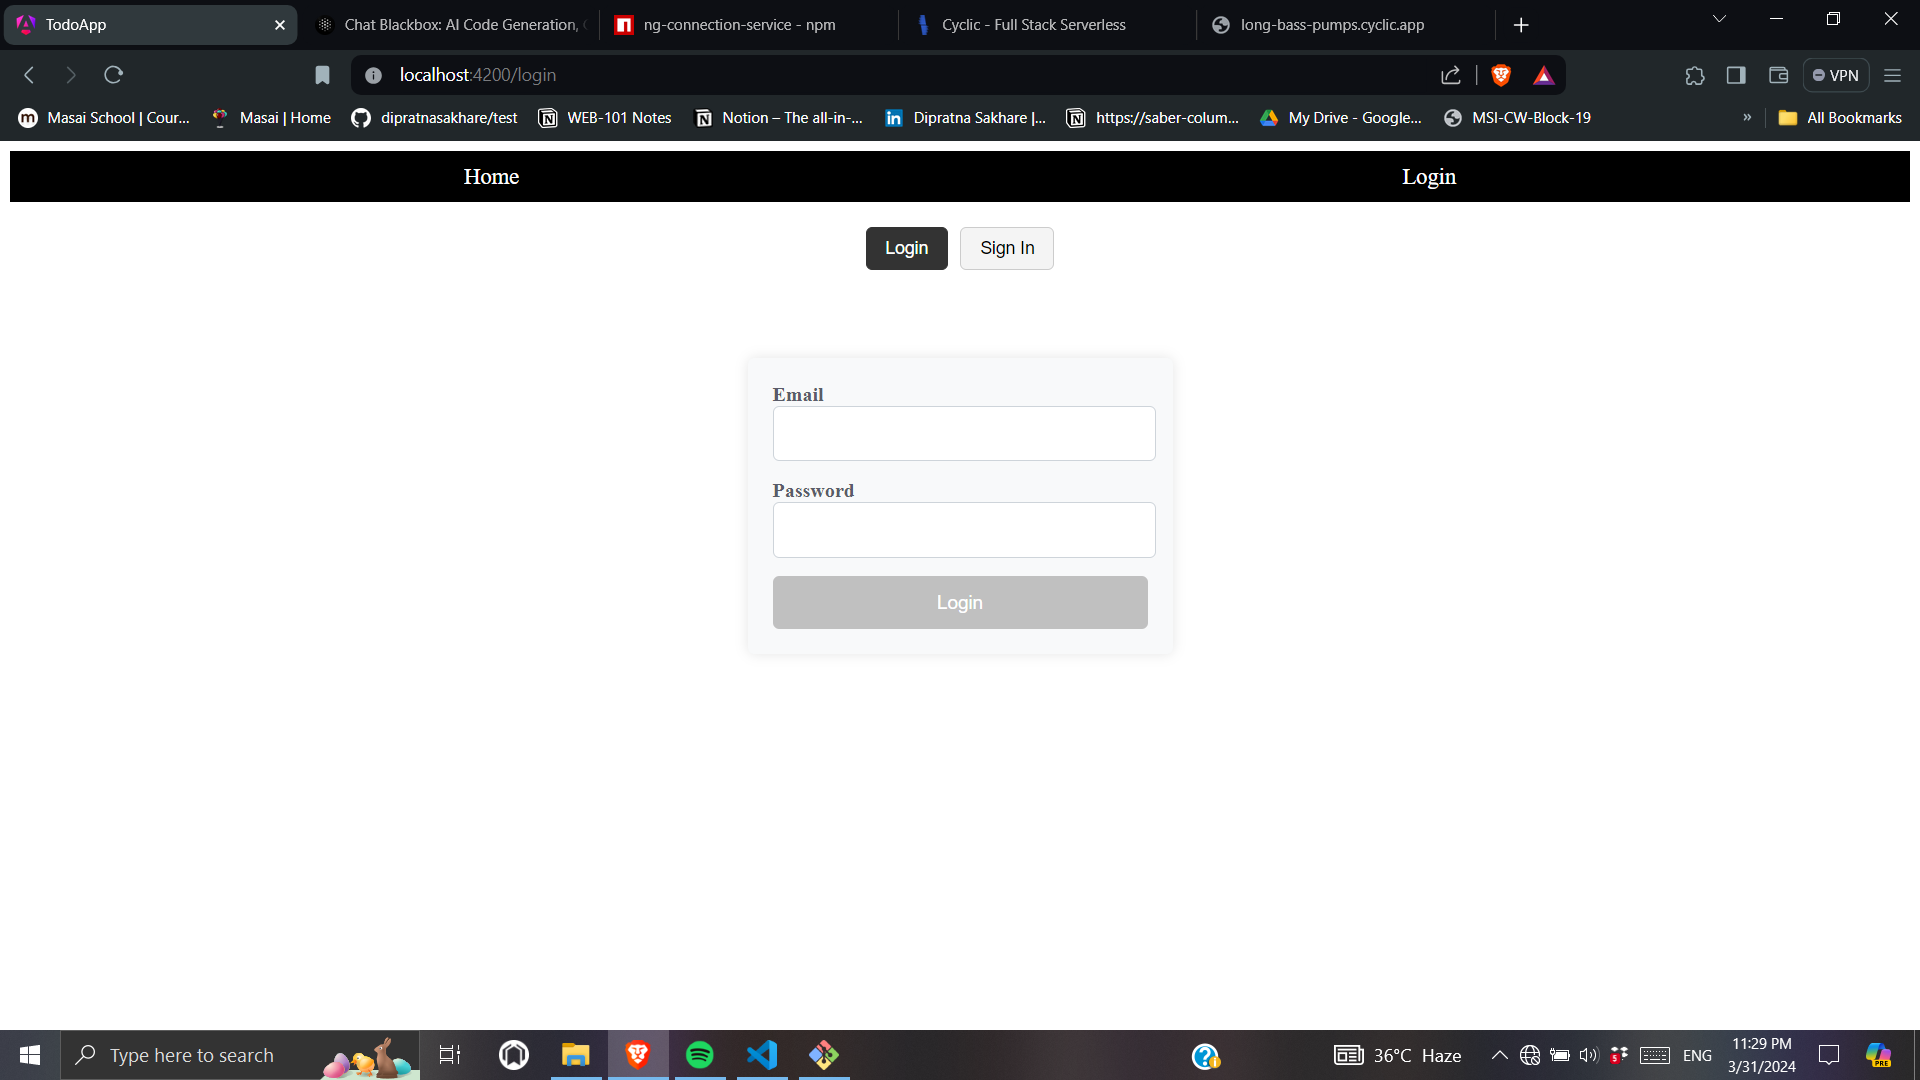 TodoApp
Chat Blackbox: AI Code Generation,
ng-connection-service - npm
Cyclic - Full Stack Serverless
long-bass-pumps.cyclic.app
localhost:4200/login
VPN
Masai School | Cour...
Masai | Home
dipratnasakhare/test
WEB-101 Notes
Notion – The all-in-...
Dipratna Sakhare |...
https://saber-colum...
My Drive - Google...
MSI-CW-Block-19
»
All Bookmarks
Home
Login
Login
Sign In
Email
Password
Login
Type here to search
36°C Haze
ENG
11:29 PM
3/31/2024
PRE